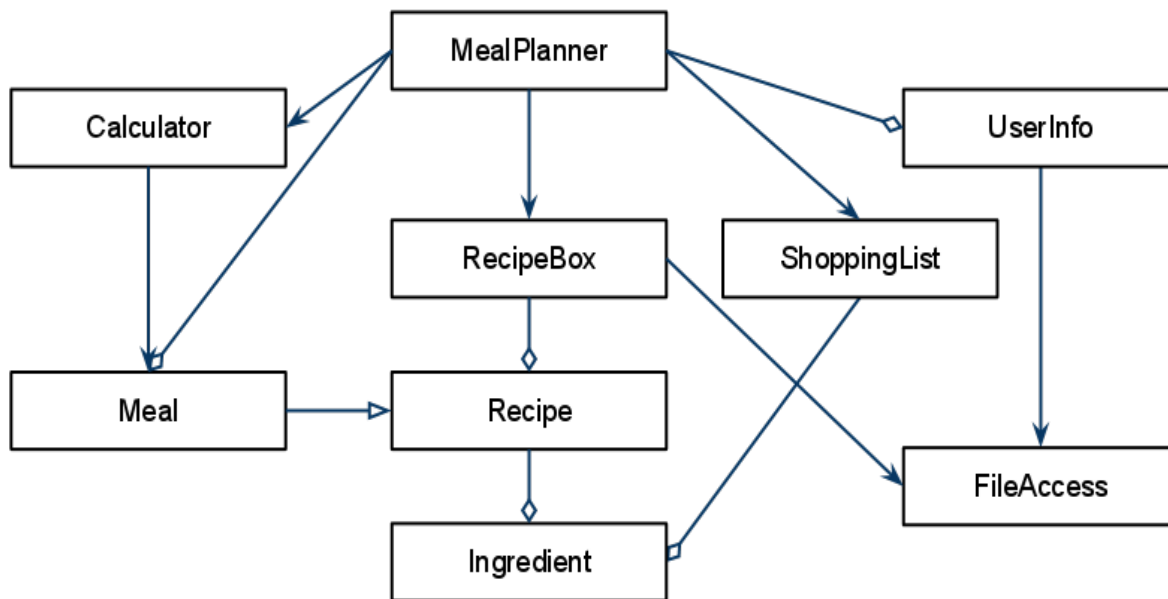 MealPlanner
Calculator
UserInfo
RecipeBox
ShoppingList
Meal
Recipe
FileAccess
Ingredient